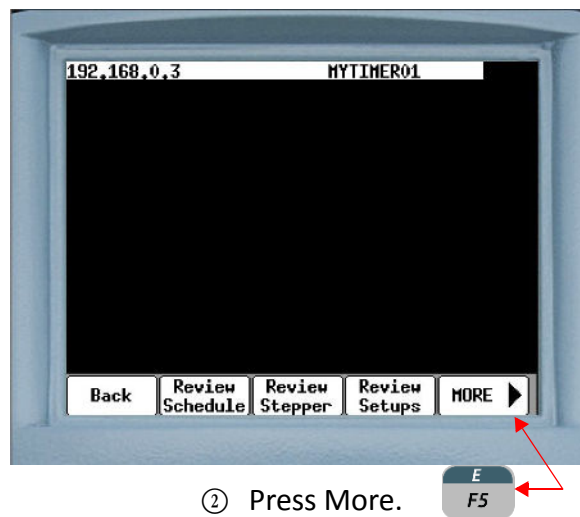 192.168.0.3 MYTIMER01
Back Review Schedule Review Stepper Review Setups MORE
② Press More. E F5